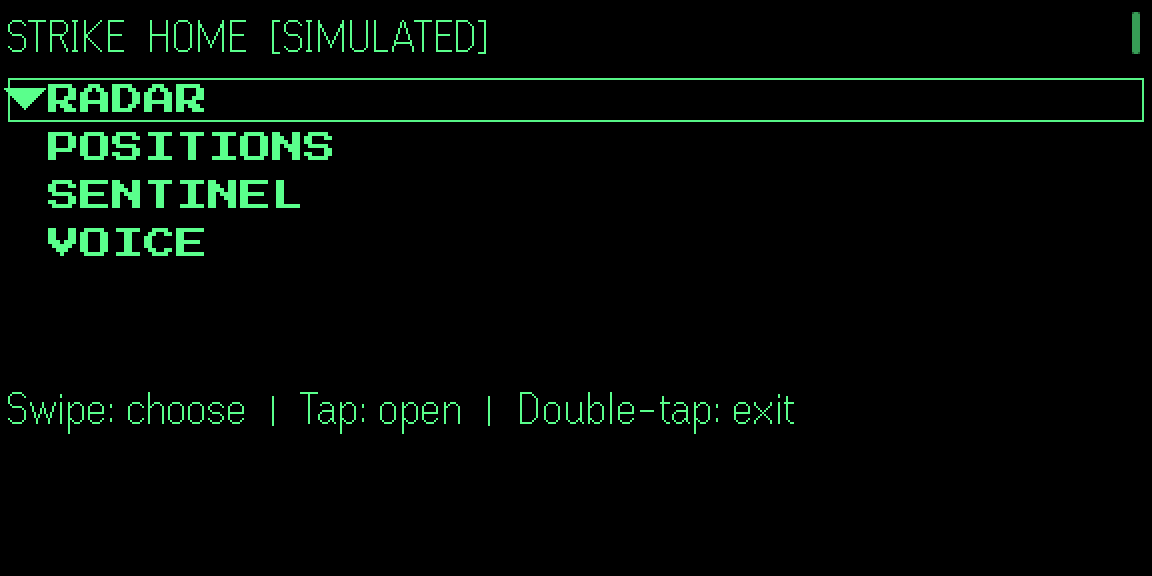 STRIKE HOME [SIMULATED]
RADAR
POSITIONS
SENTINEL
VOICE
Swipe: choose | Tap: open | Double-tap: exit